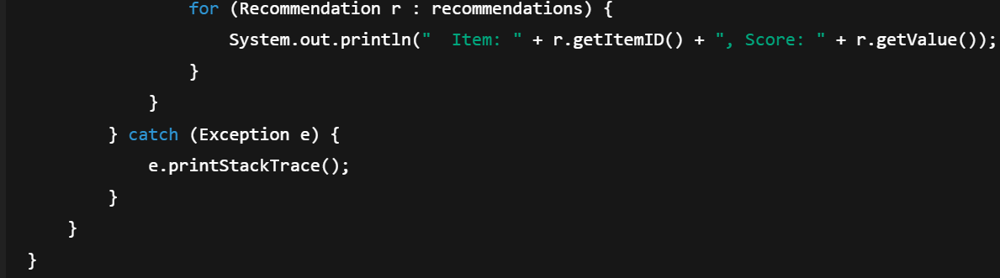 for (Recommendation r : recommendations) {
System.out.println("  Item: " + r.getItemID() + ", Score: " + r.getValue());
}
}
} catch (Exception e) {
e.printStackTrace();
}
}
}